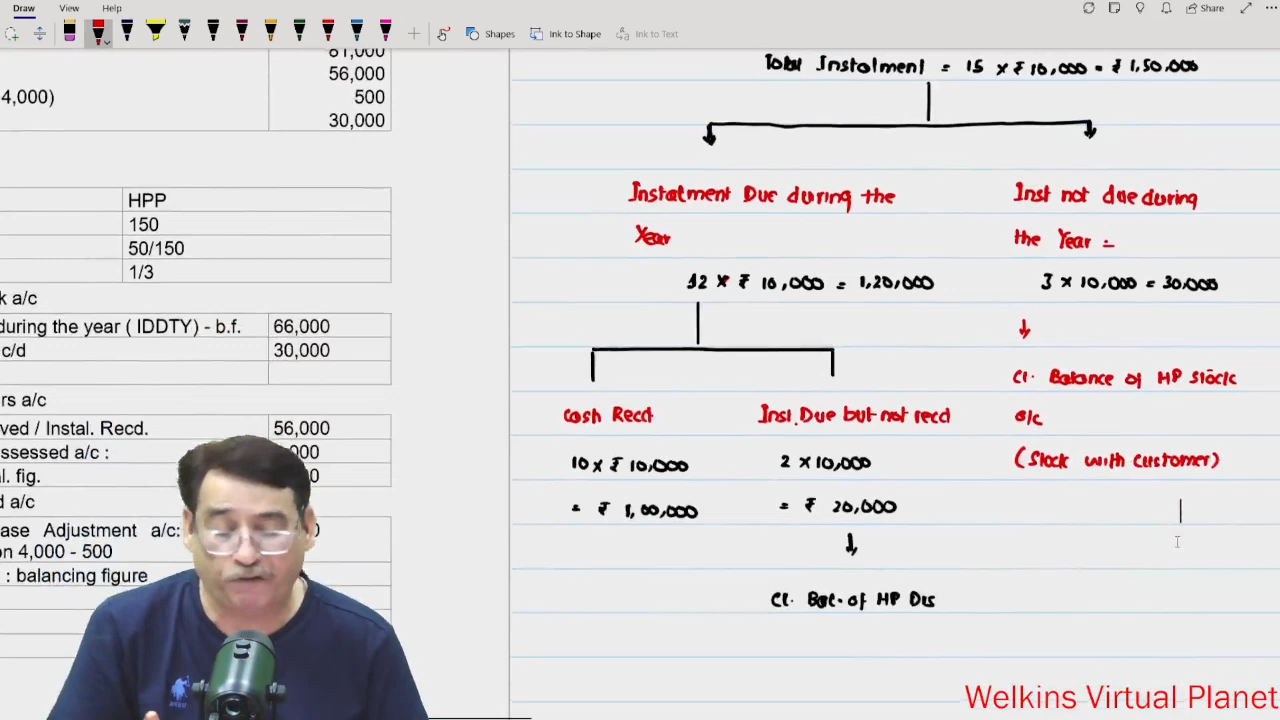 Draw View Help
Share
Shapes Ink to Shape Ink to Text
81,000
56,000
4,000) 500
30,000
HPP
150
50/150
1/3
k a/c
during the year ( IDDTY) - b.f. 66,000
c/d 30,000
rs a/c
ved / Instal. Recd. 56,000
ssessed a/c :
al. fig.
d a/c
ase Adjustment a/c:
on 4,000 - 500
: balancing figure
Total Instalment = 15 x ₹ 10,000 = ₹ 1,50,000
Instalment Due during the
Year
12 x ₹ 10,000 = 1,20,000
Inst not due during
the Year =
3 x 10,000 = 30,000
Cl. Balance of HP Stock
a/c
(Stock with customer)
Cash Recd
10 x ₹ 10,000
= ₹ 1,00,000
Inst. Due but not recd
2 x 10,000
= ₹ 20,000
Cl. Bal. of HP Drs
Welkins Virtual Planet